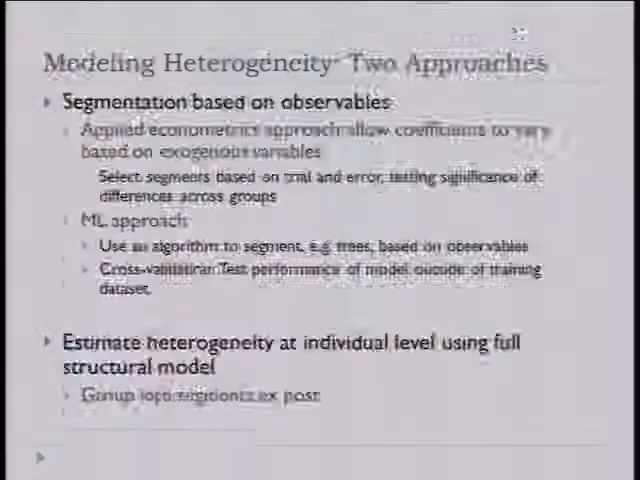 Modeling Heterogeneity: Two Approaches
Segmentation based on observables
Applied econometrics approach allow coefficients to vary
based on exogenous variables
Select segments based on trial and error, testing significance of
differences across groups
ML approach
Use an algorithm to segment, e.g. trees, based on observables
Cross-validation: Test performance of model outside of training
dataset
Estimate heterogeneity at individual level using full
structural model
Group into segments ex post